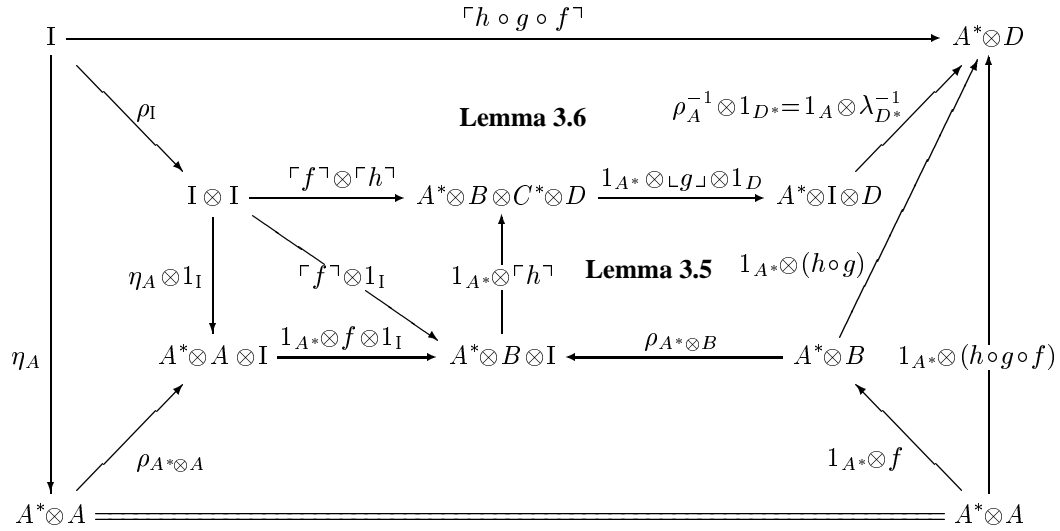 ⌜h ∘ g ∘ f⌝
I
A*⊗D
ρ_I
Lemma 3.6
ρ_A^{-1}⊗1_{D*}=1_A⊗λ_{D*}^{-1}
⌜f⌝⊗⌜h⌝
1_{A*}⊗⌞g⌟⊗1_D
I⊗I
A*⊗B⊗C*⊗D
A*⊗I⊗D
η_A⊗1_I
⌜f⌝⊗1_I
1_{A*}⊗⌜h⌝
Lemma 3.5
1_{A*}⊗(h∘g)
η_A
A*⊗A⊗I
1_{A*}⊗f⊗1_I
A*⊗B⊗I
ρ_{A*⊗B}
A*⊗B
1_{A*}⊗(h∘g∘f)
ρ_{A*⊗A}
1_{A*}⊗f
A*⊗A
A*⊗A